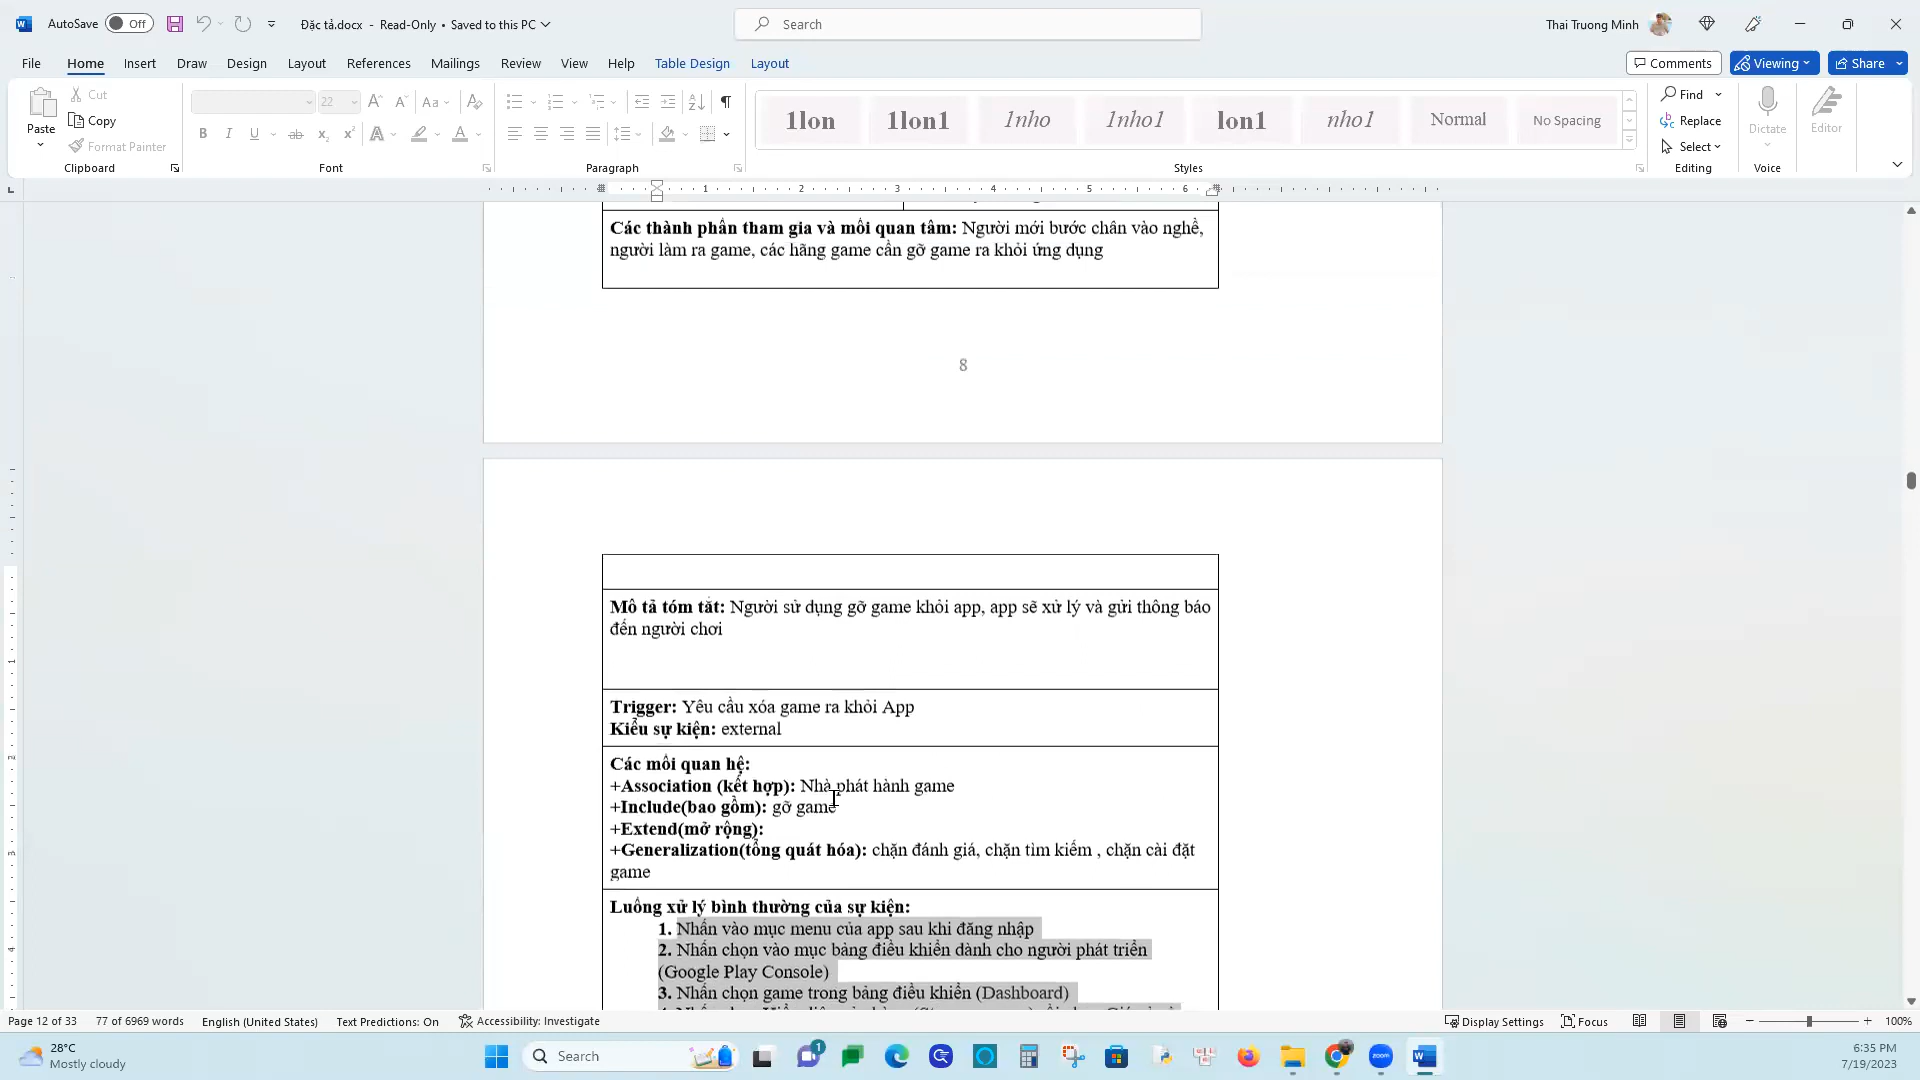 AutoSave Off Đặc tả.docx - Read-Only • Saved to this PC Search Thai Truong Minh
File Home Insert Draw Design Layout References Mailings Review View Help Table Design Layout Comments Viewing Share
Paste Cut Copy Format Painter Clipboard
22 Aa B I U ab x₂ x² A A Font
Paragraph
1lon 1lon1 1nho 1nho1 lon1 nho1 Normal No Spacing Styles
Find Replace Select Editing
Dictate Voice
Editor
1 2 3 4 5 6
Các thành phần tham gia và mối quan tâm: Người mới bước chân vào nghề,
người làm ra game, các hãng game cần gỡ game ra khỏi ứng dụng
8
Mô tả tóm tắt: Người sử dụng gỡ game khỏi app, app sẽ xử lý và gửi thông báo
đến người chơi
Trigger: Yêu cầu xóa game ra khỏi App
Kiểu sự kiện: external
Các mối quan hệ:
+Association (kết hợp): Nhà phát hành game
+Include(bao gồm): gỡ game
+Extend(mở rộng):
+Generalization(tổng quát hóa): chặn đánh giá, chặn tìm kiếm , chặn cài đặt
game
Luồng xử lý bình thường của sự kiện:
1. Nhấn vào mục menu của app sau khi đăng nhập
2. Nhấn chọn vào mục bảng điều khiển dành cho người phát triển
(Google Play Console)
3. Nhấn chọn game trong bảng điều khiển (Dashboard)
Page 12 of 33 77 of 6969 words English (United States) Text Predictions: On Accessibility: Investigate Display Settings Focus 100%
28°C
Mostly cloudy
Search
1
zoom
6:35 PM
7/19/2023